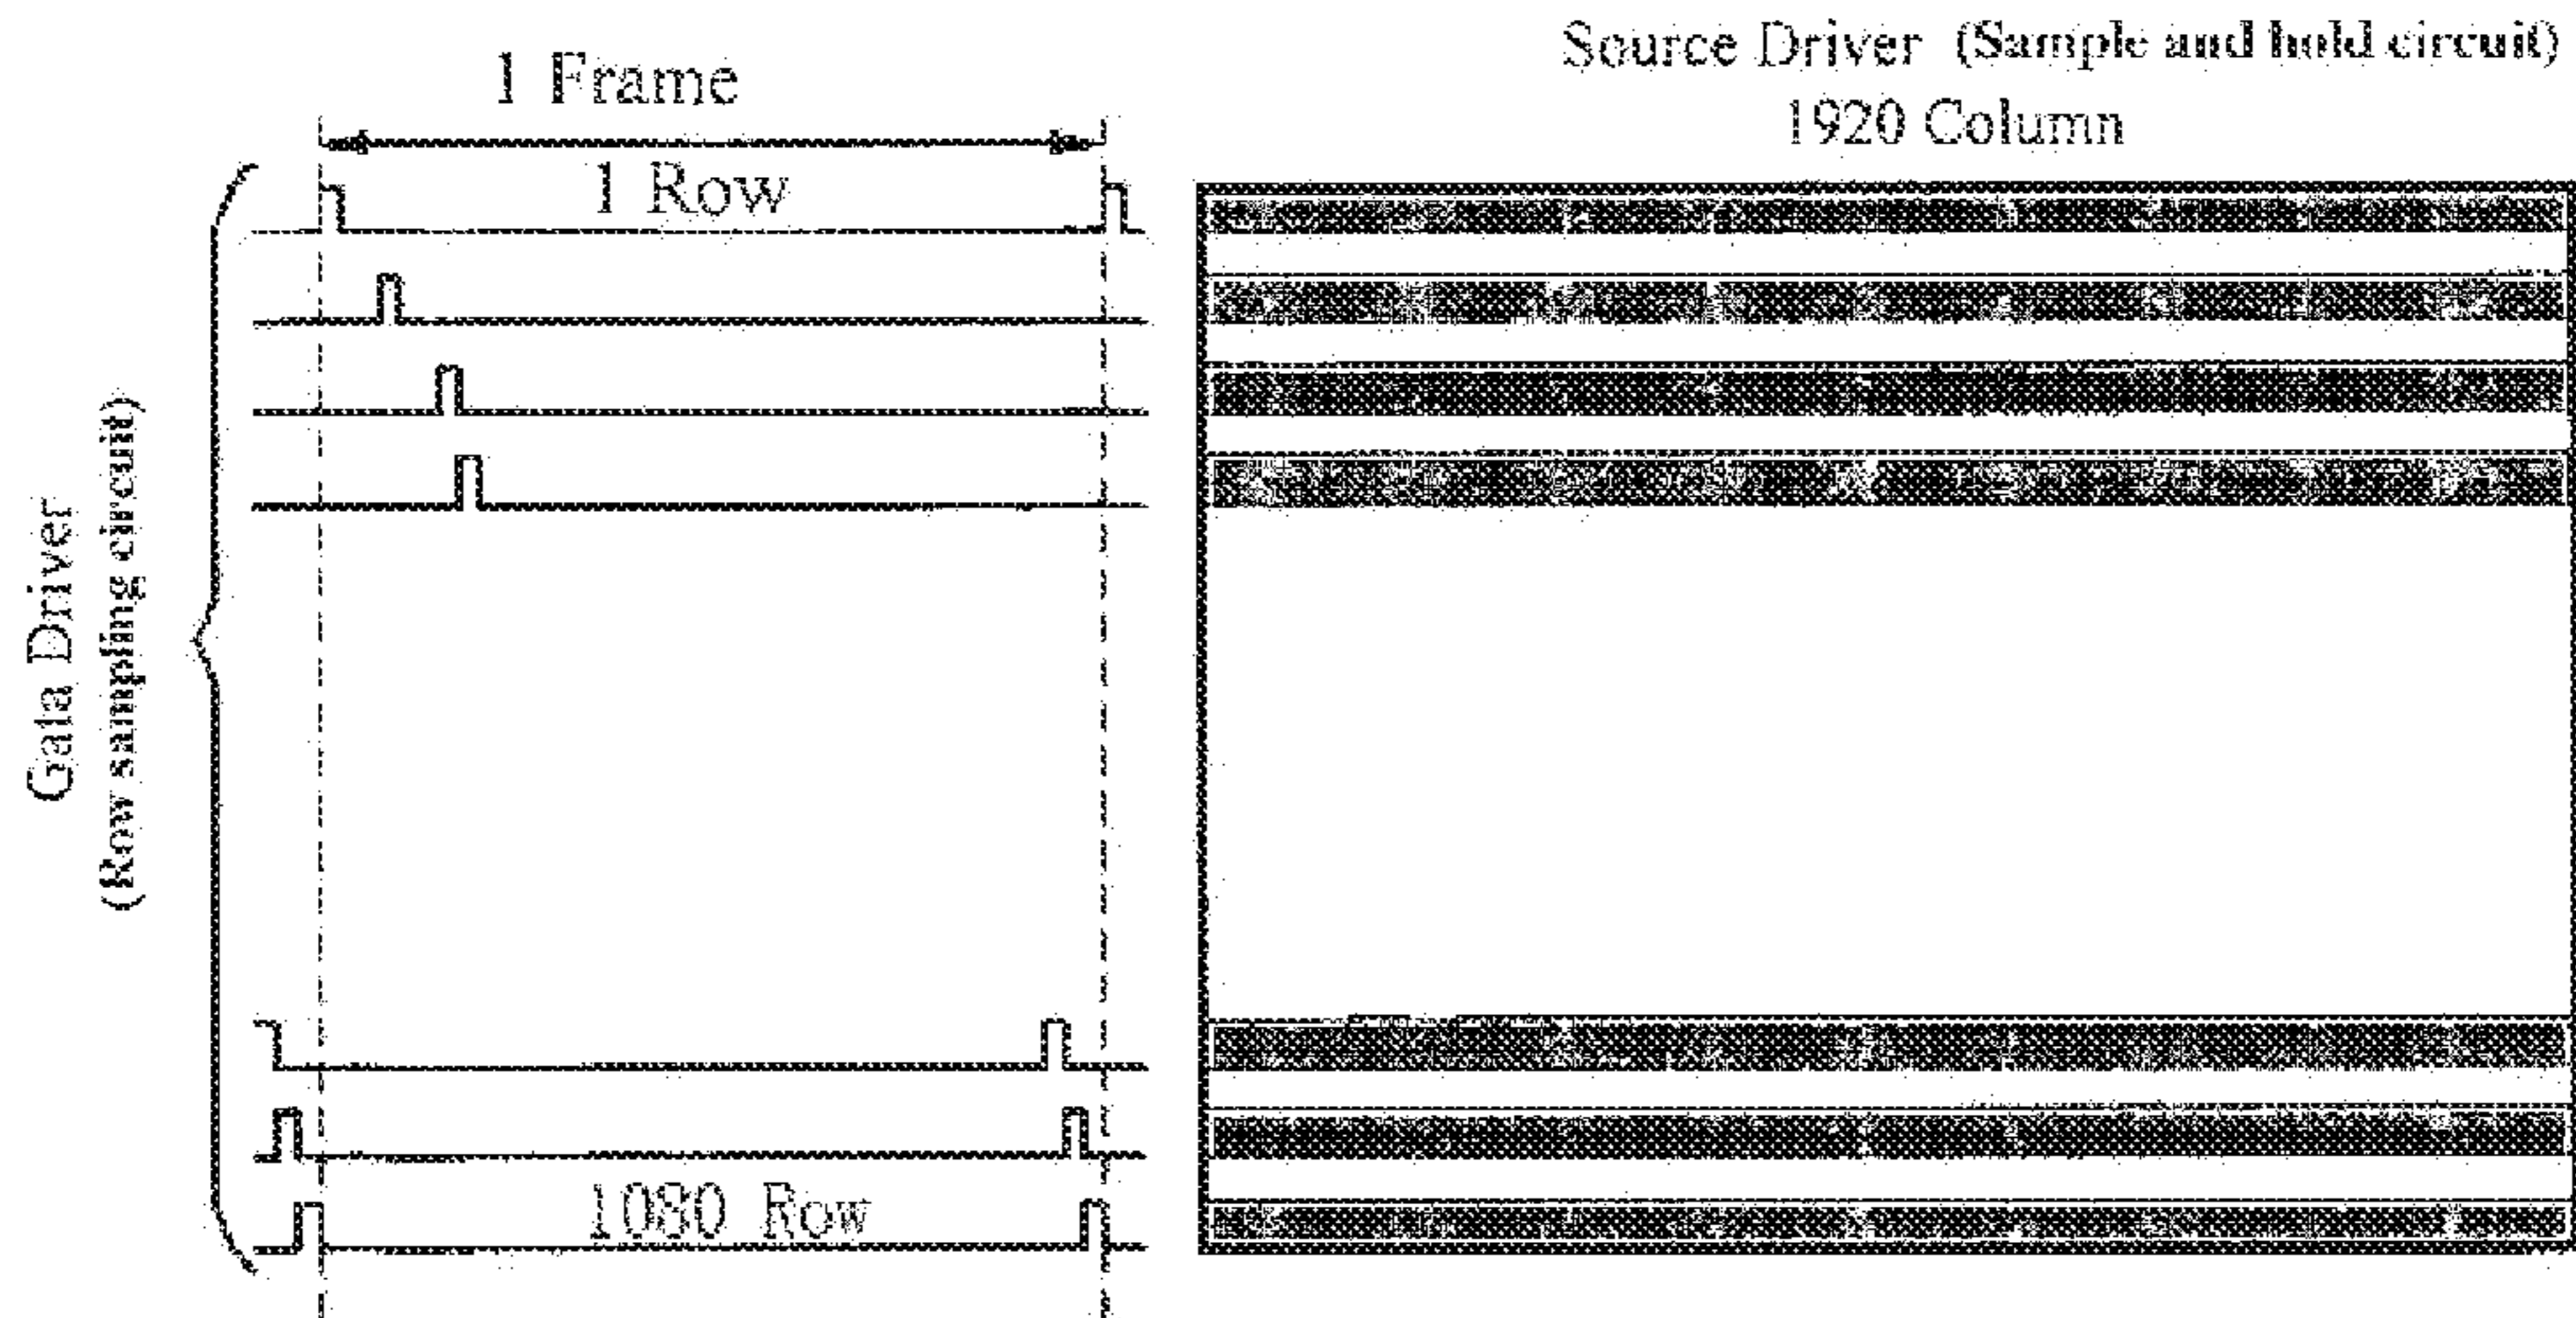 Source Driver (Sample and hold circuit)
1920 Column
1 Frame
1 Row
Gata Driver
(Row sampling circuit)
1080 Row